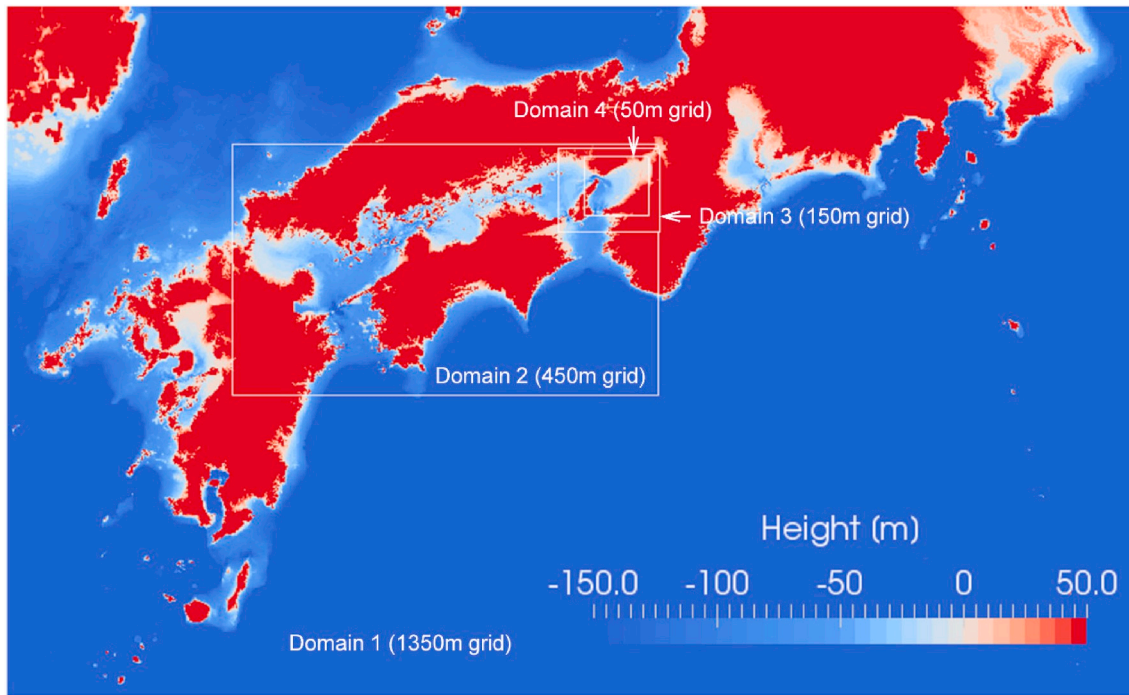 Domain 4 (50m grid)
Domain 3 (150m grid)
Domain 2 (450m grid)
Height (m)
-150.0 -100 -50 0 50.0
Domain 1 (1350m grid)